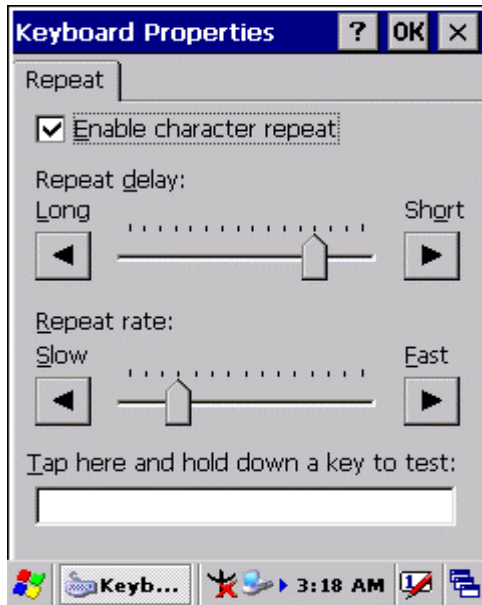 Keyboard Properties ? OK ×
Repeat
Enable character repeat
Repeat delay:
Long Short
Repeat rate:
Slow Fast
Tap here and hold down a key to test:
Keyb... 3:18 AM